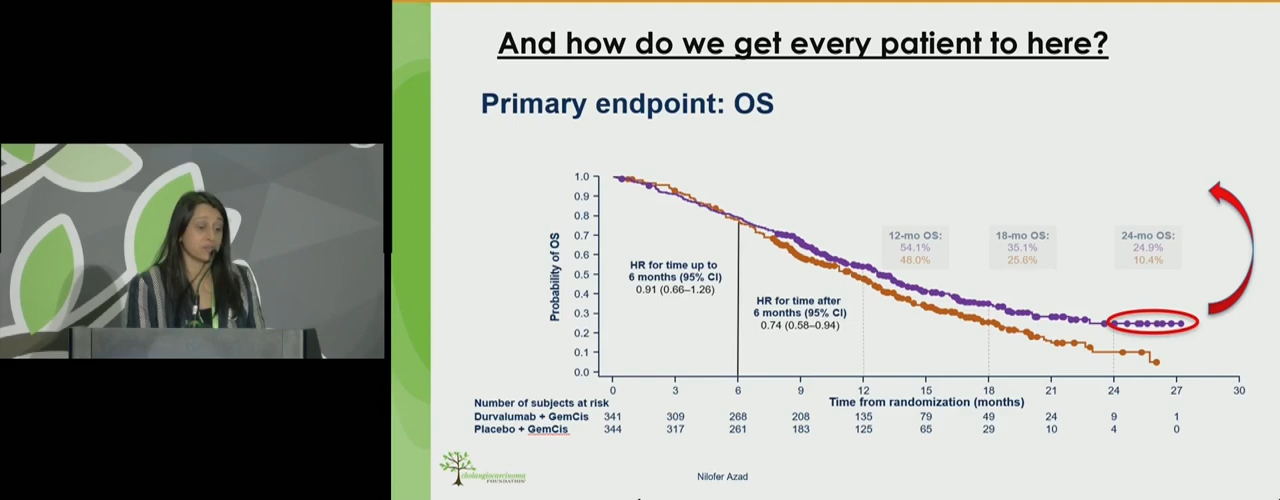 And how do we get every patient to here?
Primary endpoint: OS
Probability of OS
1.0
0.9
0.8
0.7
0.6
0.5
0.4
0.3
0.2
0.1
0.0
HR for time up to
6 months (95% CI)
0.91 (0.66–1.26)
HR for time after
6 months (95% CI)
0.74 (0.58–0.94)
12-mo OS:
54.1%
48.0%
18-mo OS:
35.1%
25.6%
24-mo OS:
24.9%
10.4%
0 3 6 9 12 15 18 21 24 27 30
Time from randomization (months)
Number of subjects at risk
Durvalumab + GemCis 341 309 268 208 135 79 49 24 9 1
Placebo + GemCis 344 317 261 183 125 65 29 10 4 0
cholangiocarcinoma
FOUNDATION
Nilofer Azad